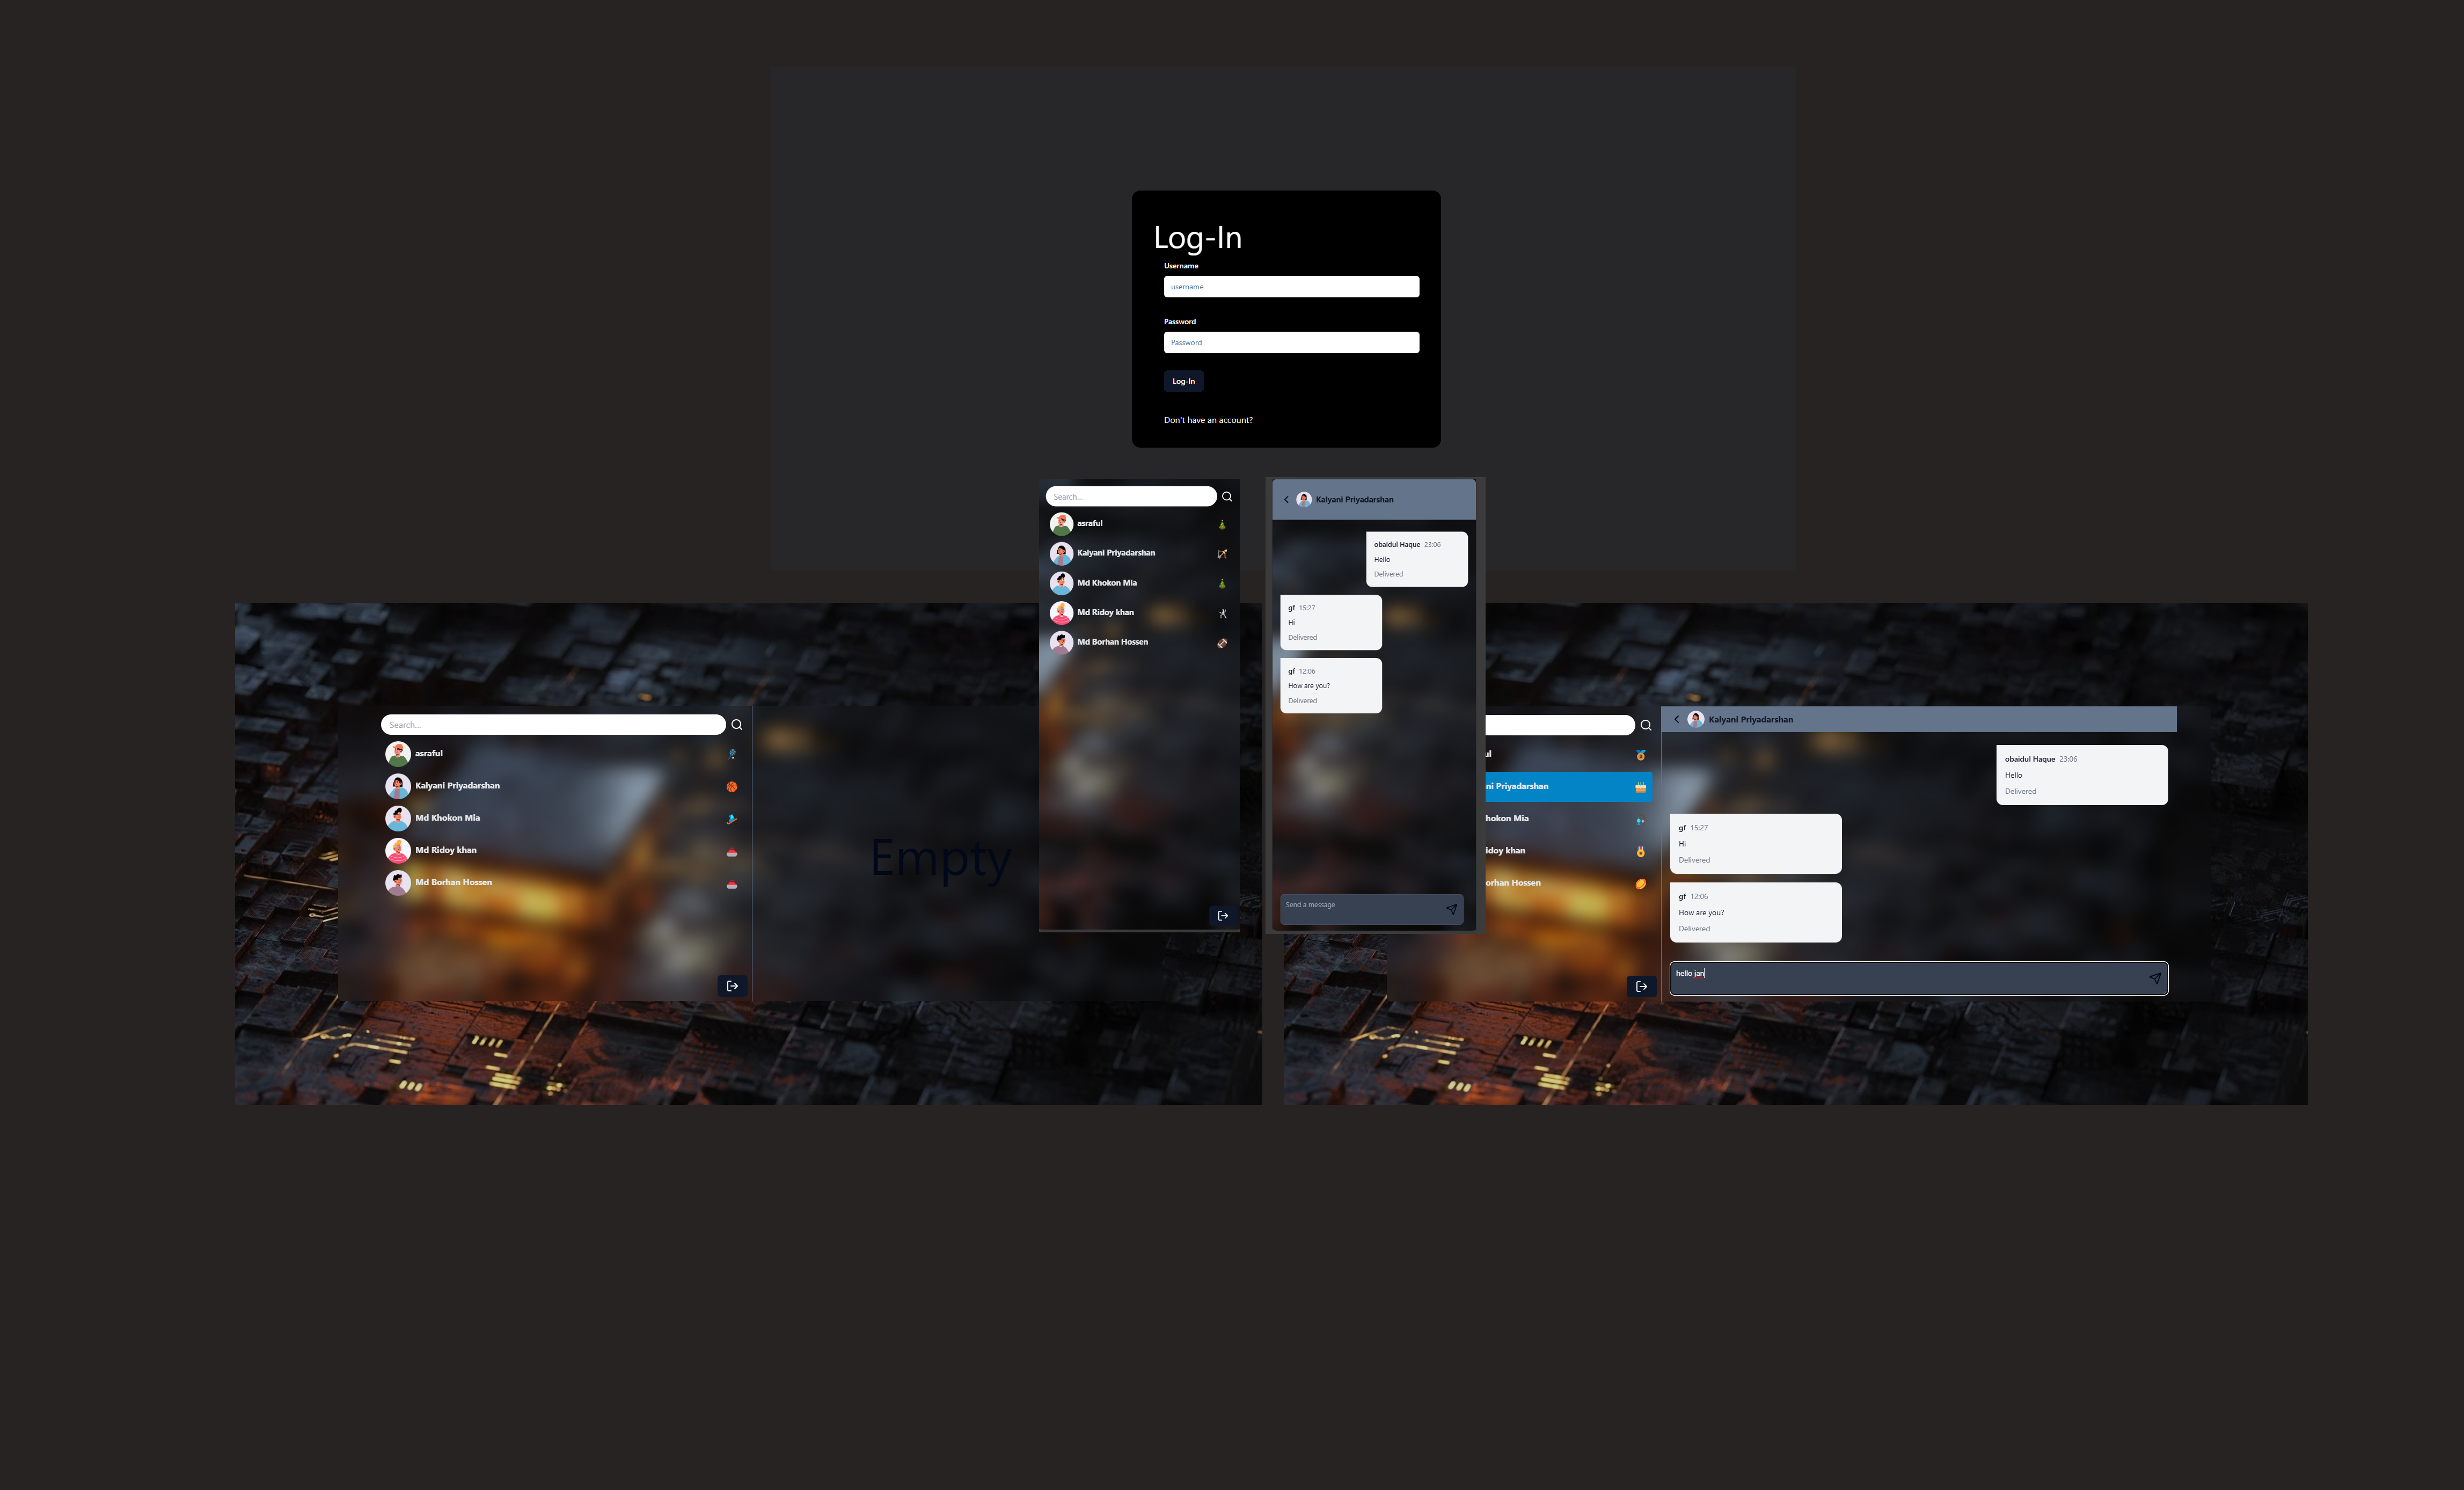 Log-In
Username
username
Password
Password
Log-In
Don't have an account?
Search...
asraful
Kalyani Priyadarshan
Md Khokon Mia
Md Ridoy khan
Md Borhan Hossen
Kalyani Priyadarshan
obaidul Haque 23:06
Hello
Delivered
gf 15:27
Hi
Delivered
gf 12:06
How are you?
Delivered
Send a message
Search...
asraful
Kalyani Priyadarshan
Md Khokon Mia
Md Ridoy khan
Md Borhan Hossen
Empty
ul
ni Priyadarshan
hokon Mia
idoy khan
orhan Hossen
Kalyani Priyadarshan
obaidul Haque 23:06
Hello
Delivered
gf 15:27
Hi
Delivered
gf 12:06
How are you?
Delivered
hello jan